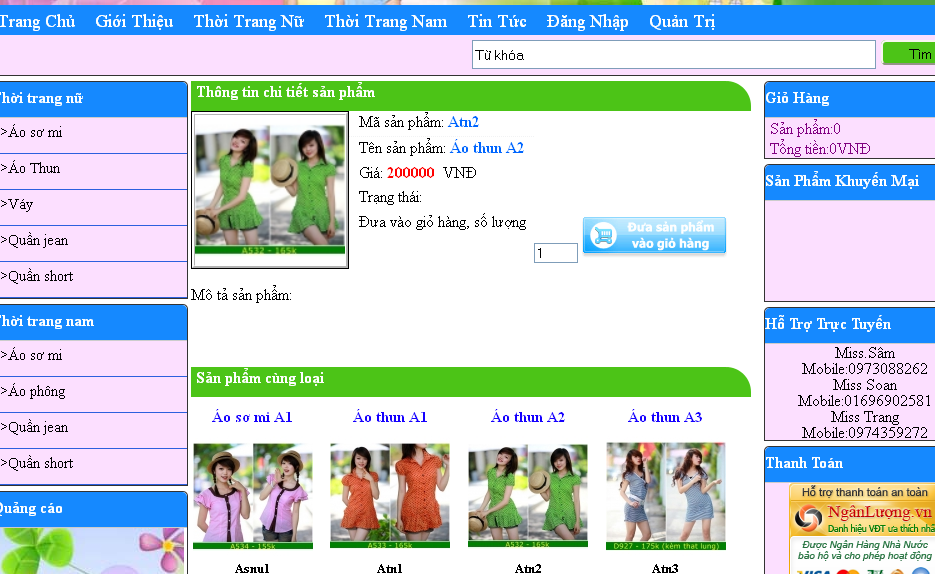 Trang Chủ Giới Thiệu Thời Trang Nữ Thời Trang Nam Tin Tức Đăng Nhập Quản Trị
Từ khóa
Tìm
Thời trang nữ
>Áo sơ mi
>Áo Thun
>Váy
>Quần jean
>Quần short
Thời trang nam
>Áo sơ mi
>Áo phông
>Quần jean
>Quần short
Quảng cáo
Thông tin chi tiết sản phẩm
A532 - 165k
Mã sản phẩm: Atn2
Tên sản phẩm: Áo thun A2
Giá: 200000 VNĐ
Trạng thái:
Đưa vào giỏ hàng, số lượng
1
Đưa sản phẩm
vào giỏ hàng
Mô tả sản phẩm:
Sản phẩm cùng loại
Áo sơ mi A1 Áo thun A1 Áo thun A2 Áo thun A3
A534 - 155k A533 - 165k A532 - 165k D927 - 175k (kèm that lung)
Asnu1 Atn1 Atn2 Atn3
Giỏ Hàng
Sản phẩm:0
Tổng tiền:0VNĐ
Sản Phẩm Khuyến Mại
Hỗ Trợ Trực Tuyến
Miss.Sâm
Mobile:0973088262
Miss Soan
Mobile:01696902581
Miss Trang
Mobile:0974359272
Thanh Toán
Hỗ trợ thanh toán an toàn
NgânLượng.vn
Danh hiệu VĐT ưa thích nhấ
Được Ngân Hàng Nhà Nước
bảo hộ và cho phép hoạt động
VISA